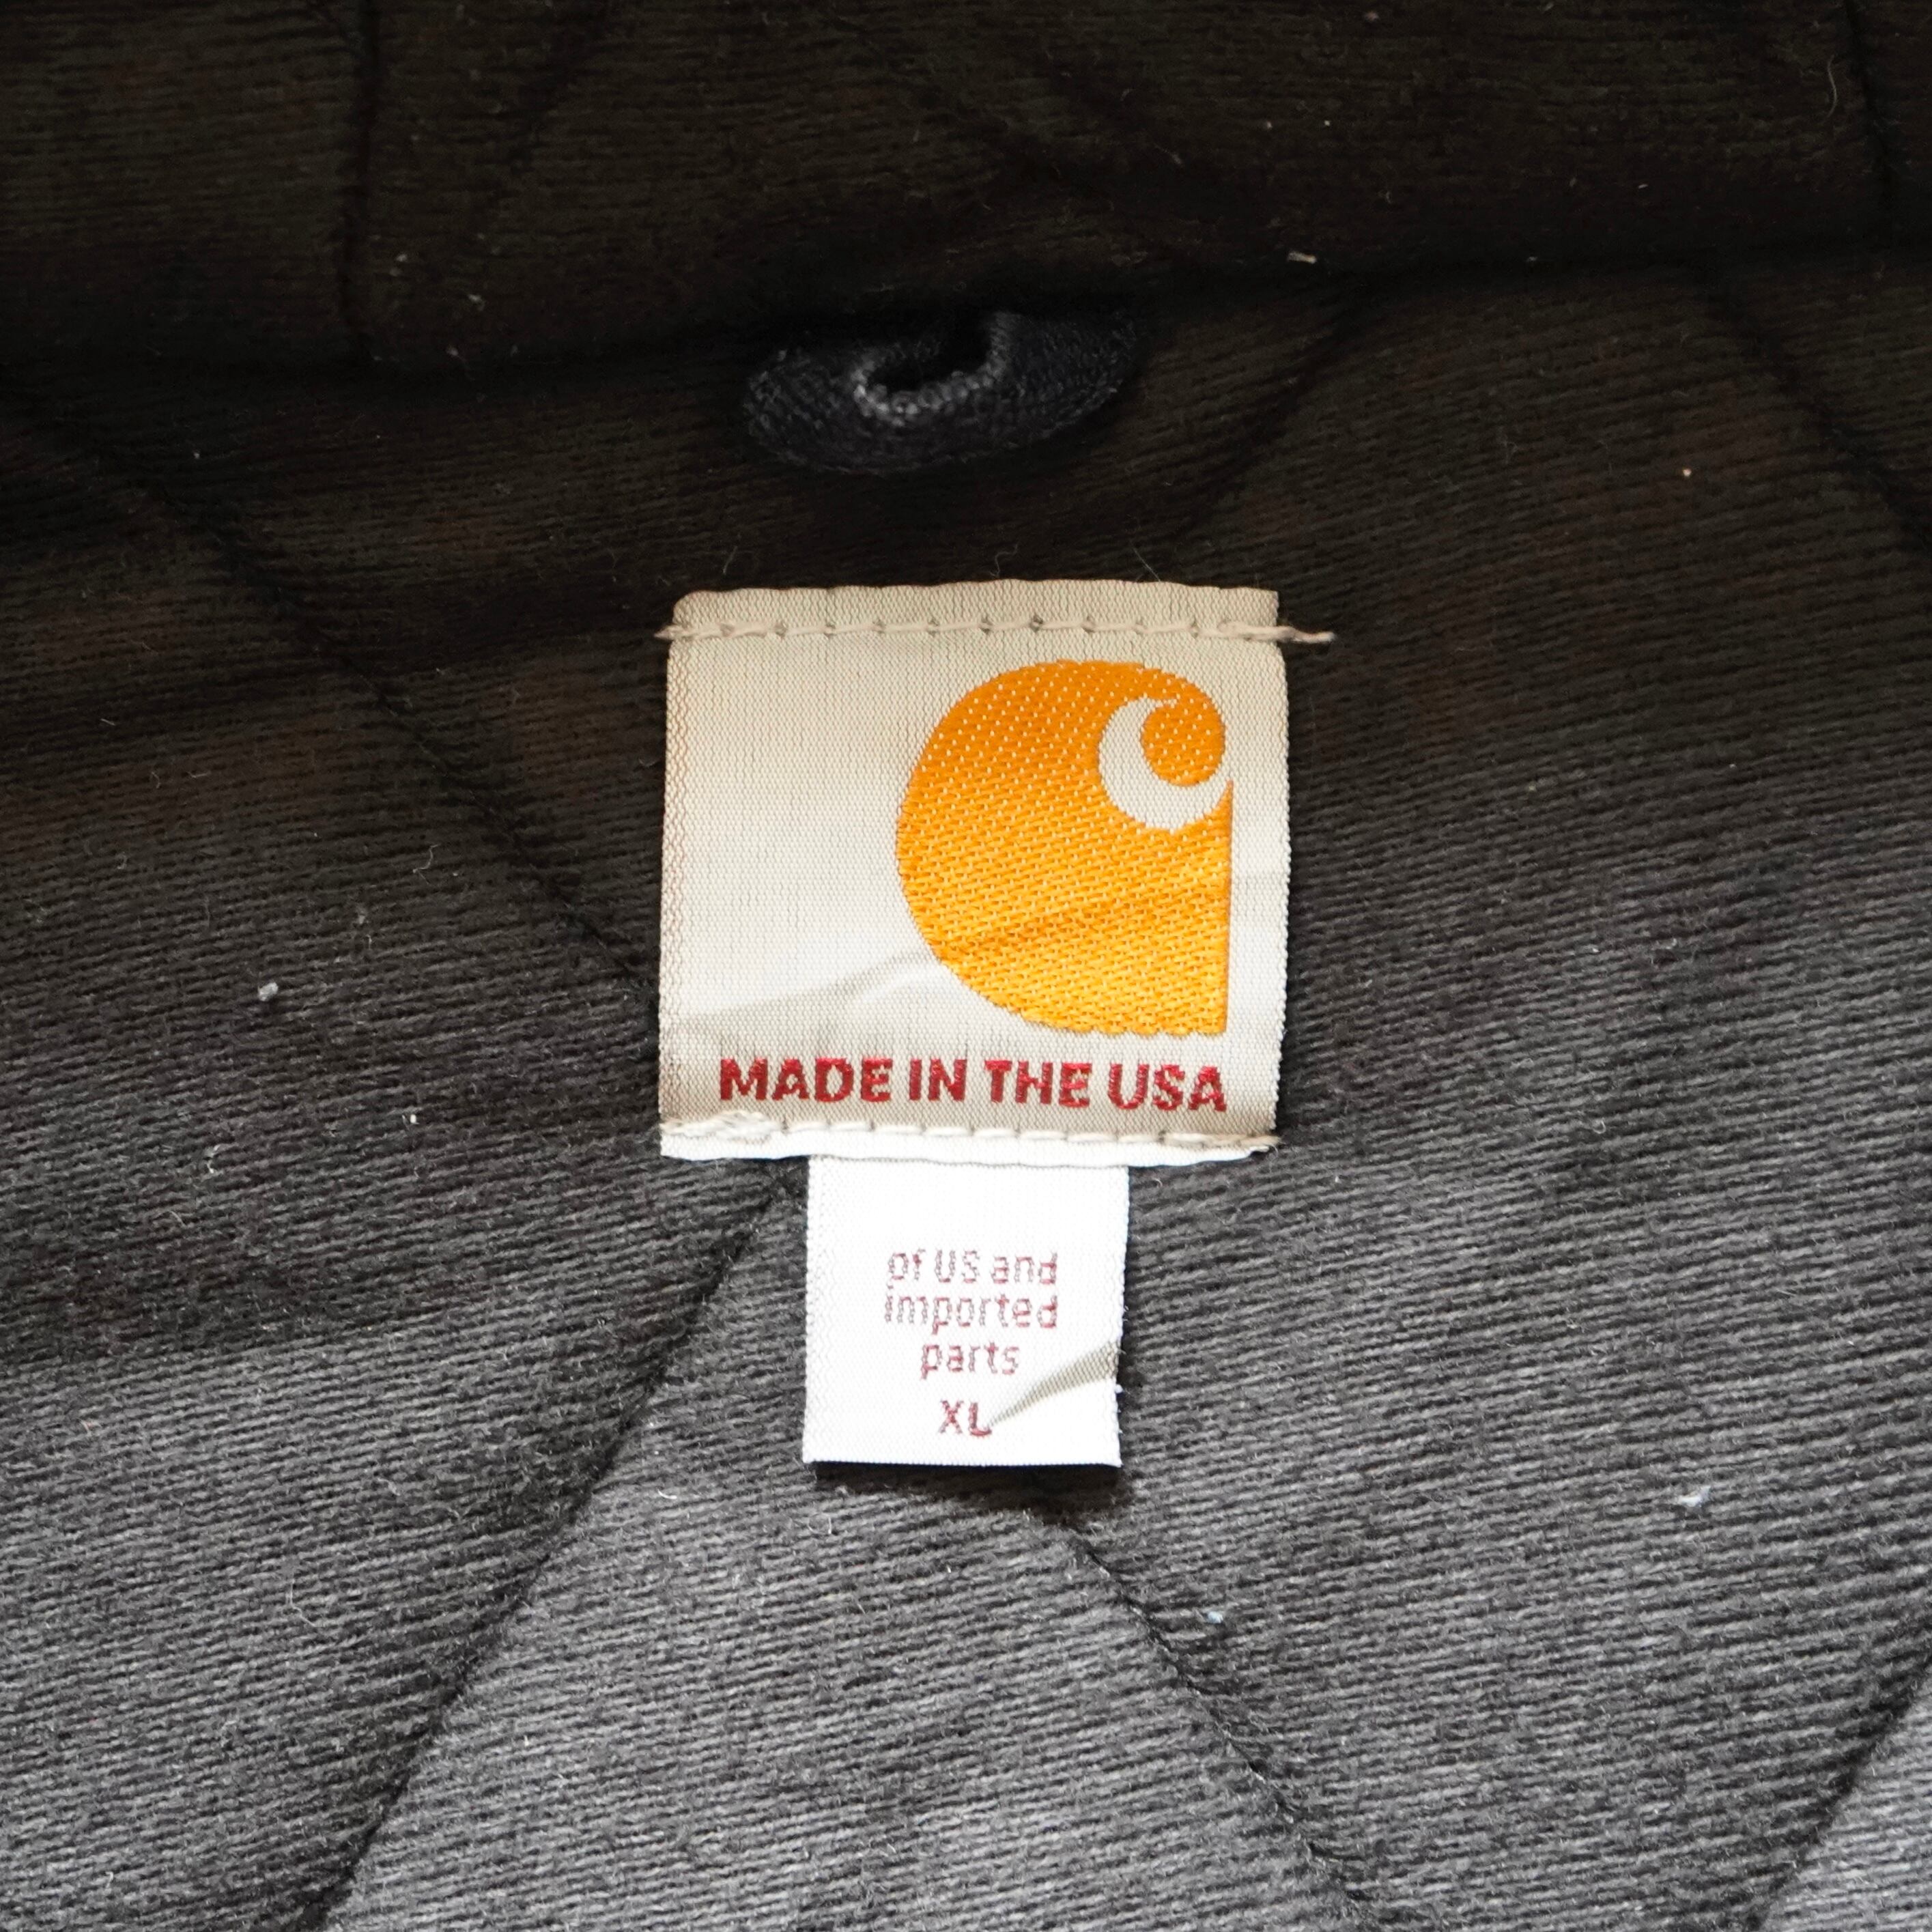 MADE IN THE USA
of US and
imported
parts
XL